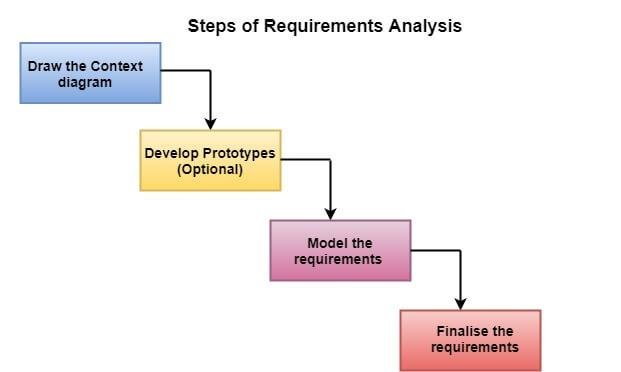 Steps of Requirements Analysis
Draw the Context
diagram
Develop Prototypes
(Optional)
Model the
requirements
Finalise the
requirements